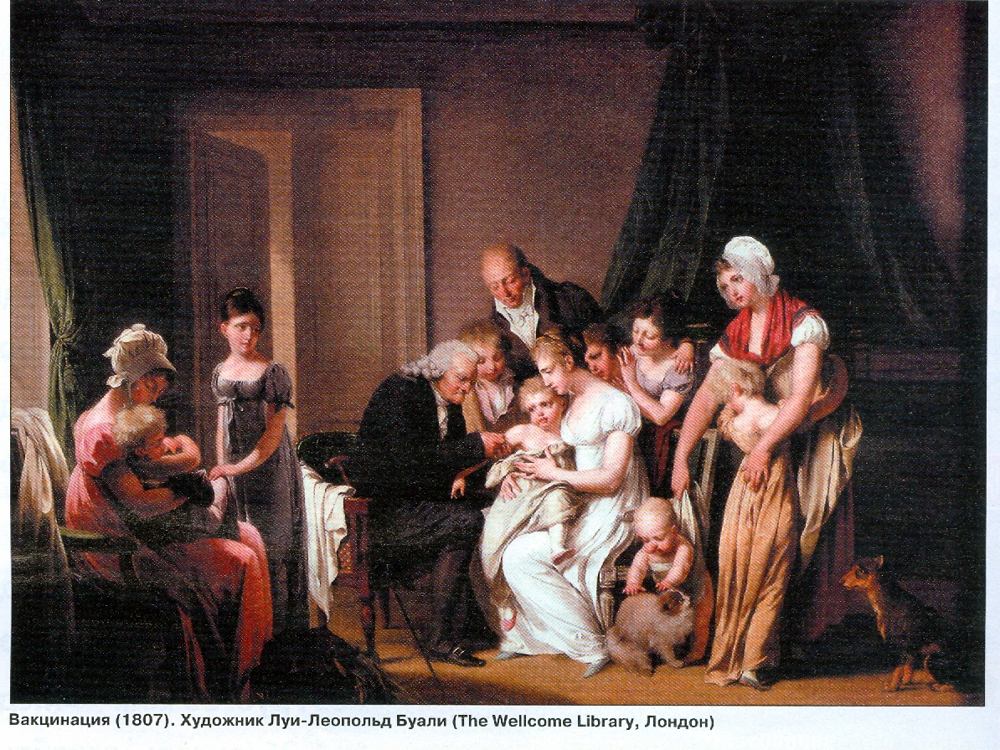 Вакцинация (1807). Художник Луи-Леопольд Буали (The Wellcome Library, Лондон)